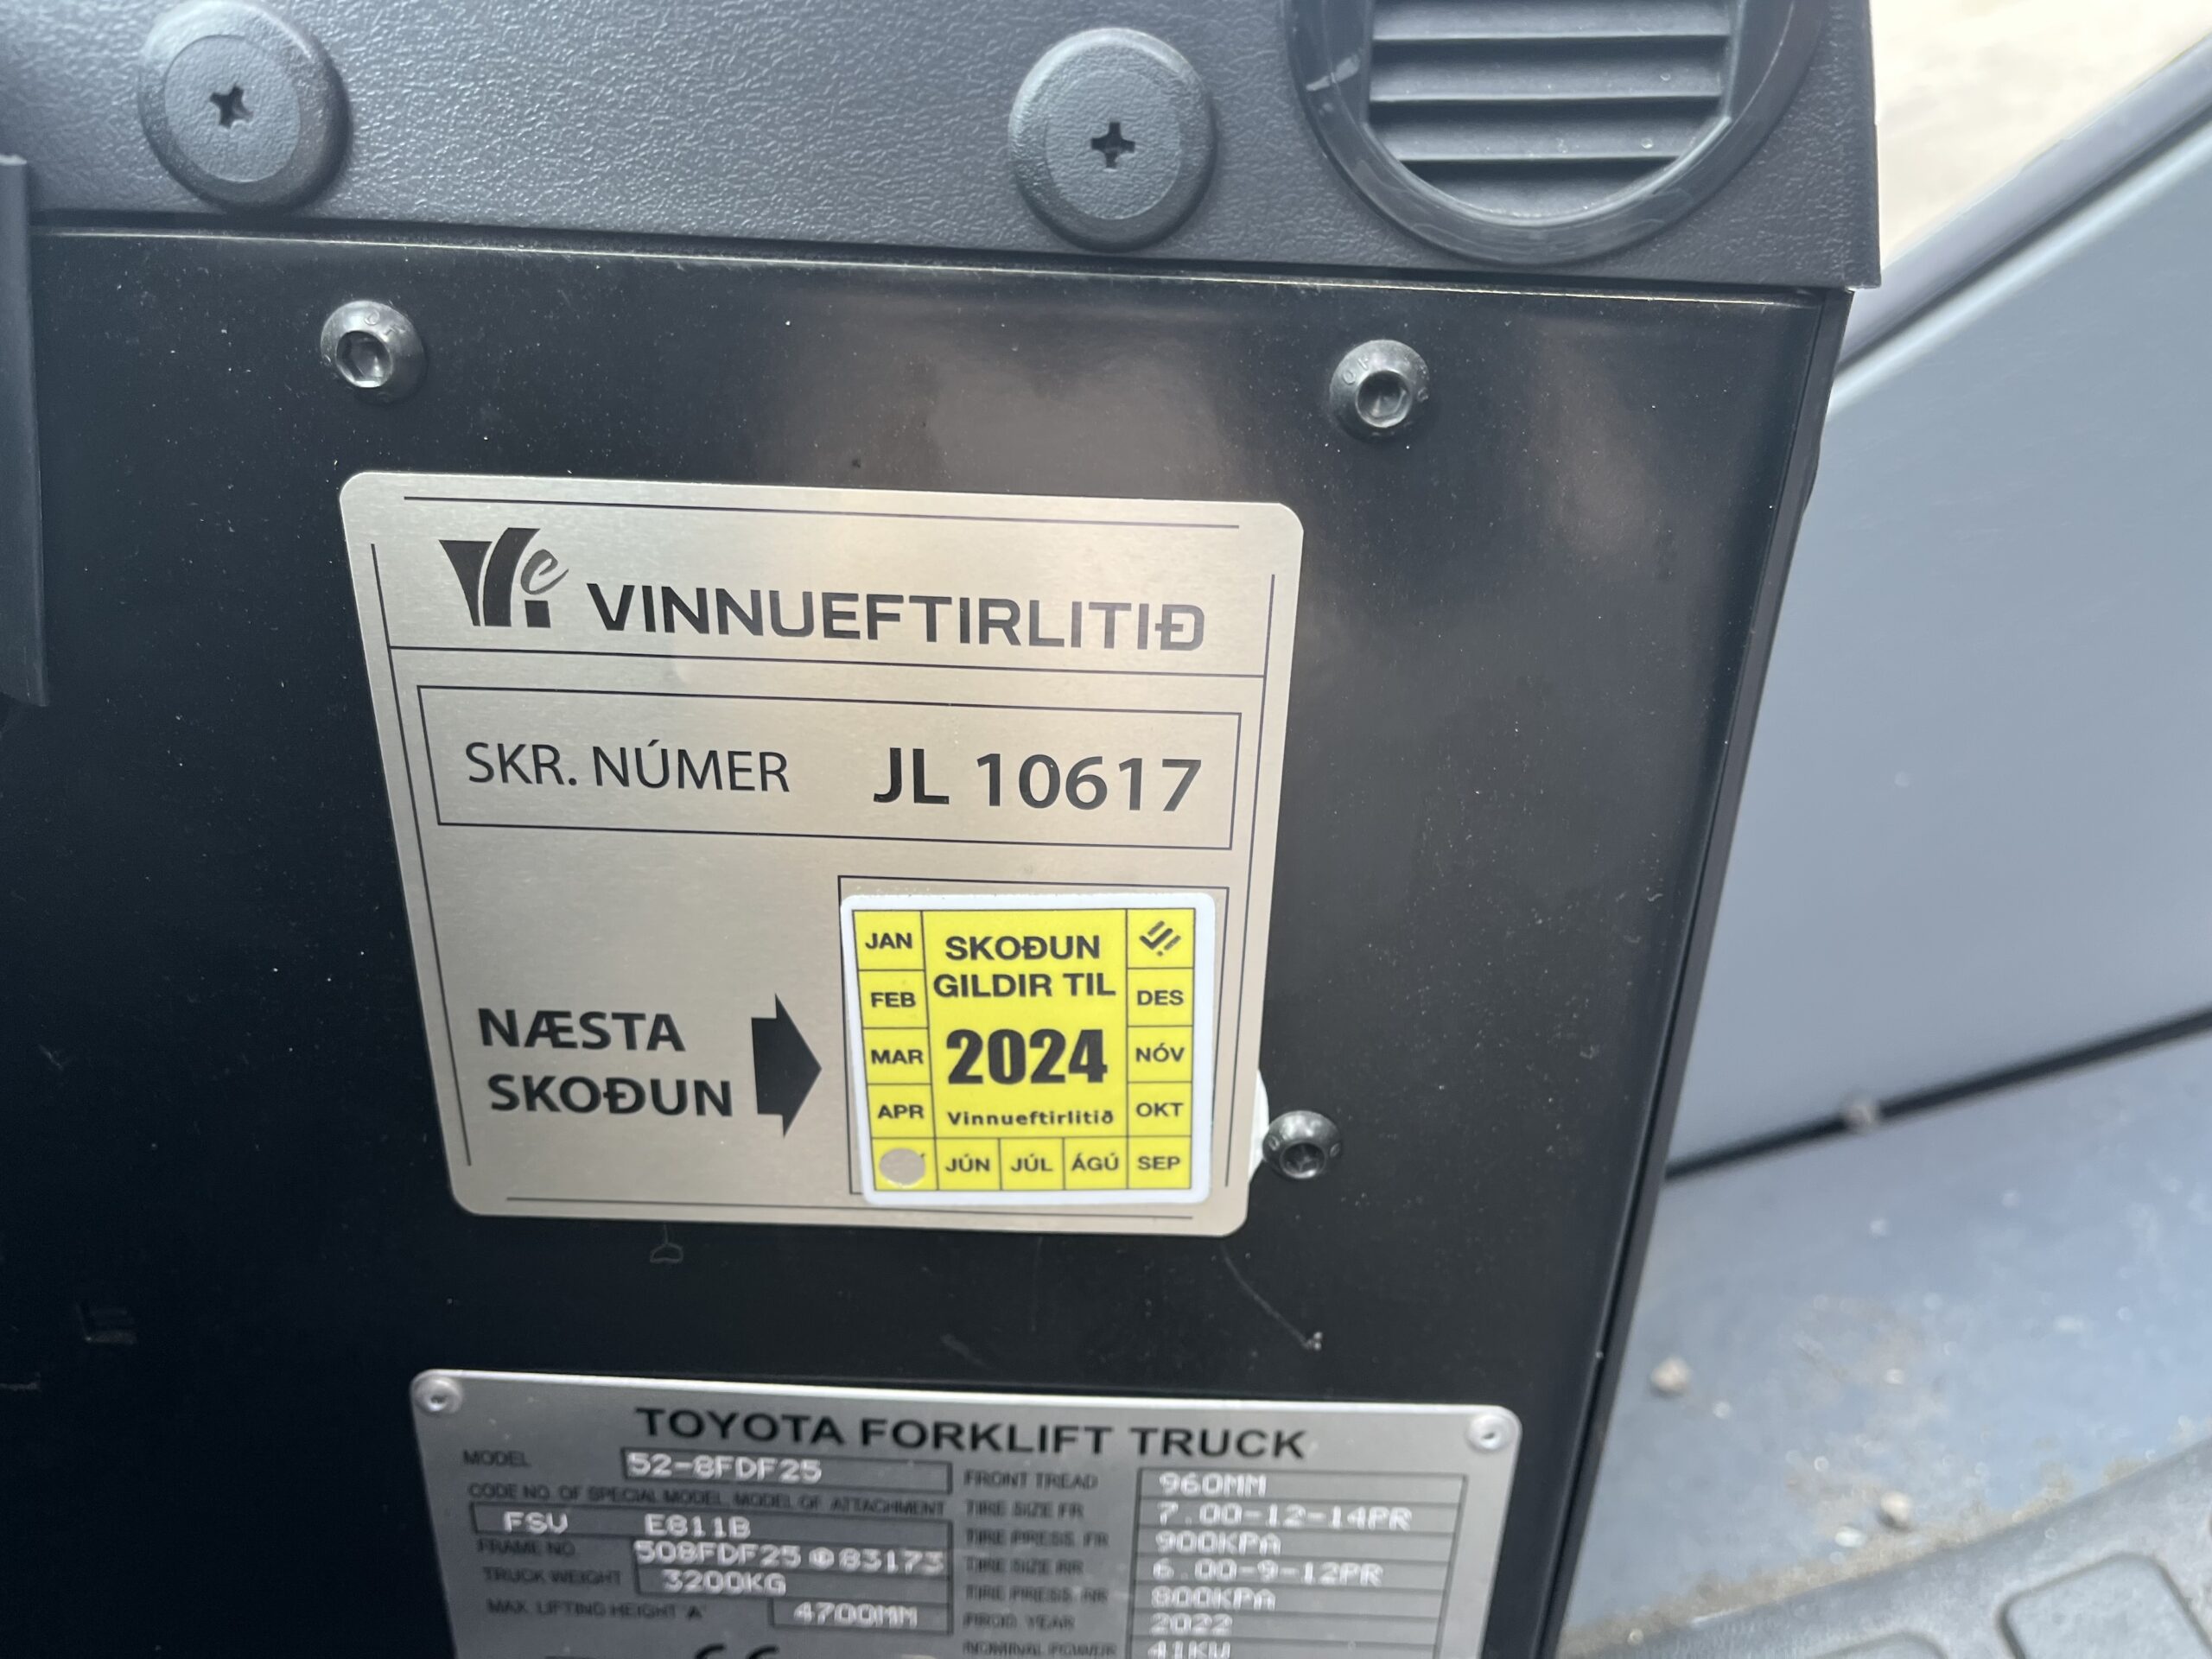 VINNUEFTIRLITIÐ
SKR. NÚMER JL 10617
NÆSTA
SKOÐUN
JAN
FEB
MAR
APR
SKOÐUN
GILDIR TIL
2024
Vinnueftirlitið
DES
NÓV
OKT
JÚN JÚL ÁGÚ SEP
TOYOTA FORKLIFT TRUCK
MODEL 52-8FDF25
CODE NO. OF SPECIAL MODEL, MODEL OF ATTACHMENT
FSV E811B
FRAME NO. 508FDF25 83173
TRUCK WEIGHT 3200KG
MAX. LIFTING HEIGHT "A" 4700MM
CE
FRONT TREAD 960MM
TIRE SIZE FR 7.00-12-14PR
TIRE PRESS. FR 900KPA
TIRE SIZE RR 6.00-9-12PR
TIRE PRESS. RR 800KPA
PROD. YEAR 2022
NOMINAL POWER 41KW